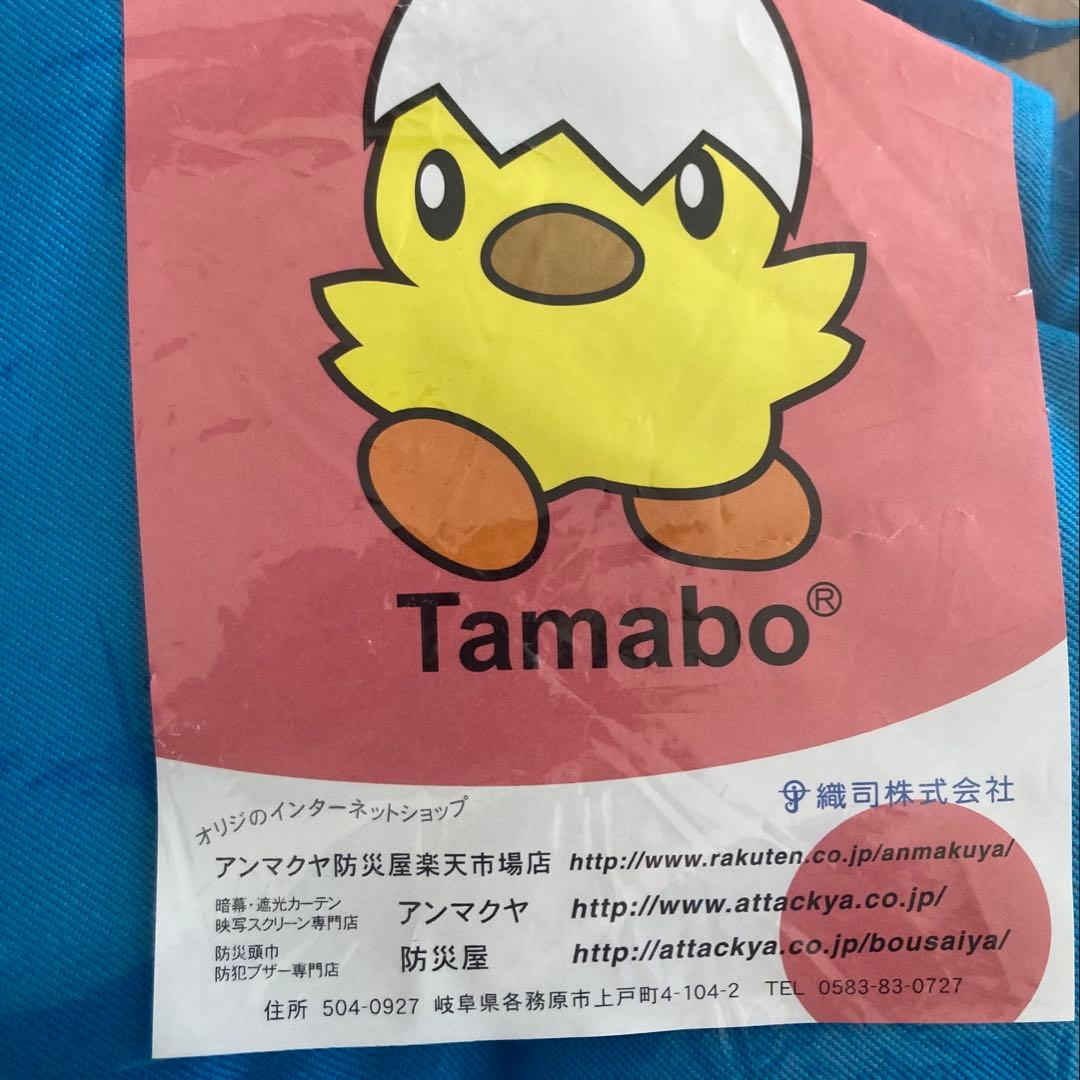 Tamabo®
織司株式会社
オリジのインターネットショップ
アンマクヤ防災屋楽天市場店 http://www.rakuten.co.jp/anmakuya/
暗幕・遮光カーテン
映写スクリーン専門店
アンマクヤ http://www.attackya.co.jp/
防災頭巾
防犯ブザー専門店
防災屋 http://attackya.co.jp/bousaiya/
住所 504-0927 岐阜県各務原市上戸町4-104-2 TEL 0583-83-0727